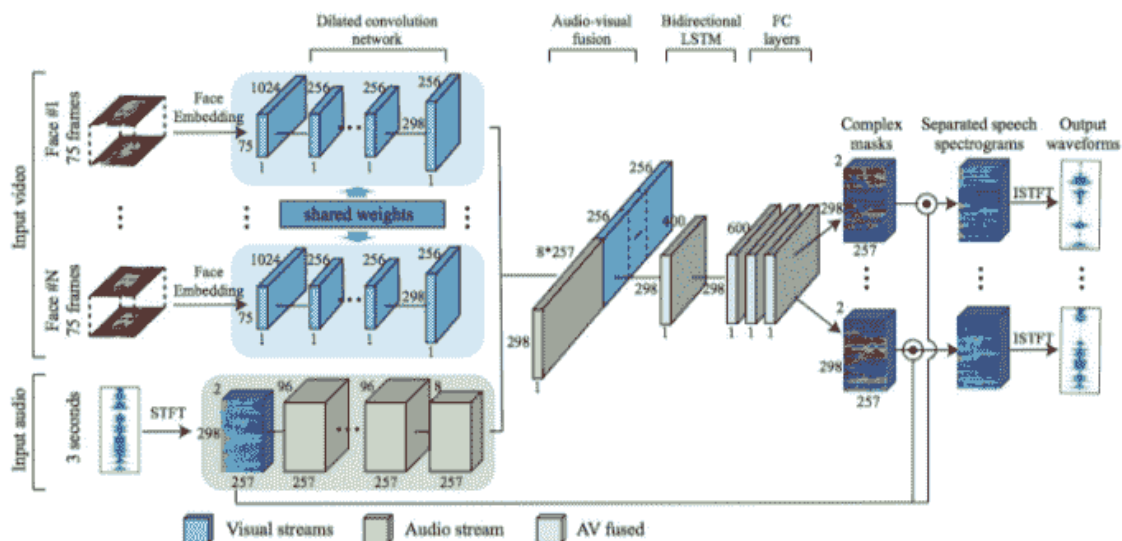 Dilated convolution
network
Audio-visual
fusion
Bidirectional
LSTM
FC
layers
Input video
Face #1
75 frames
Face
Embedding
1024
256
256
256
75
298
1
1
1
1
shared weights
Face #N
75 frames
Face
Embedding
1024
256
256
256
75
298
1
1
1
1
Input audio
3 seconds
STFT
2
298
257
96
257
96
257
8
257
8*257
256
256
298
1
400
298
1
600
298
1
1
1
Complex
masks
Separated speech
spectrograms
Output
waveforms
2
298
257
ISTFT
2
298
257
ISTFT
Visual streams
Audio stream
AV fused